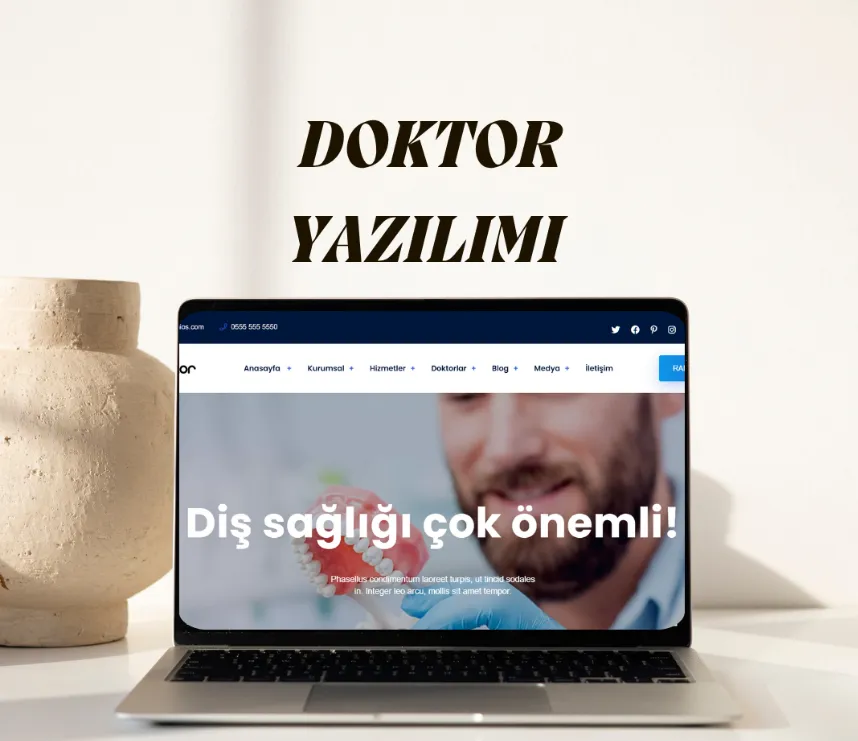 DOKTOR
YAZILIMI
0555 555 5550
Anasayfa + Kurumsal + Hizmetler + Doktorlar + Blog + Medya + İletişim
Diş sağlığı çok önemli!
Phasellus condimentum laoreet turpis, ut tincid sodales
in. Integer leo arcu, mollis sit amet tempor.